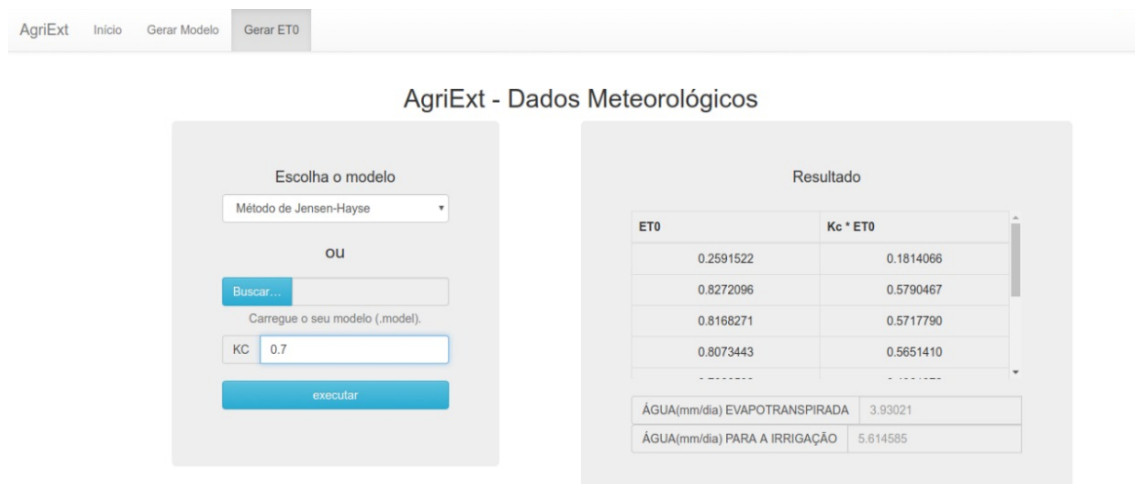 AgriExt Início Gerar Modelo Gerar ET0
AgriExt - Dados Meteorológicos
Escolha o modelo
Método de Jensen-Hayse
ou
Buscar...
Carregue o seu modelo (.model).
KC 0.7
executar
Resultado
ET0 Kc * ET0
0.2591522 0.1814066
0.8272096 0.5790467
0.8168271 0.5717790
0.8073443 0.5651410
ÁGUA(mm/dia) EVAPOTRANSPIRADA 3.93021
ÁGUA(mm/dia) PARA A IRRIGAÇÃO 5.614585